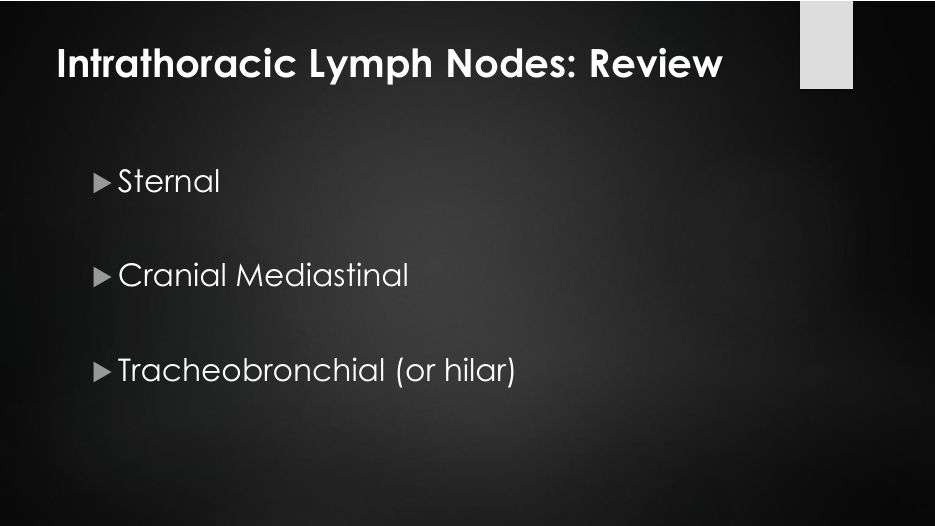 Intrathoracic Lymph Nodes: Review
Sternal
Cranial Mediastinal
Tracheobronchial (or hilar)